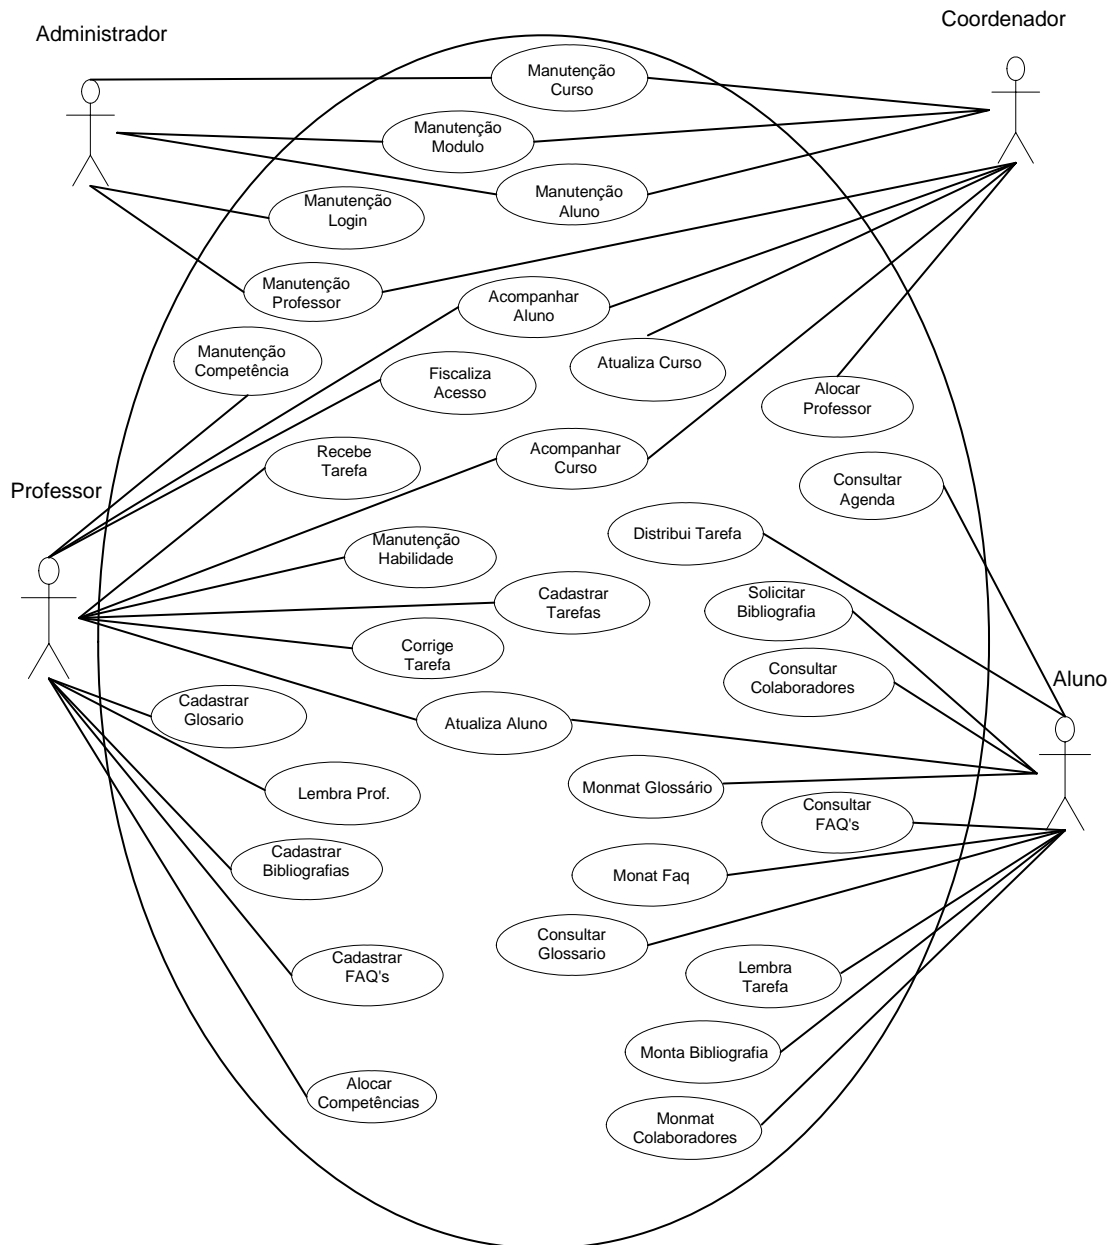 Coordenador
Administrador
Manutenção
Curso
Manutenção
Modulo
Manutenção
Aluno
Manutenção
Login
Manutenção
Professor
Acompanhar
Aluno
Manutenção
Competência
Fiscaliza
Acesso
Atualiza Curso
Alocar
Professor
Recebe
Tarefa
Acompanhar
Curso
Consultar
Agenda
Professor
Manutenção
Habilidade
Distribui Tarefa
Cadastrar
Tarefas
Solicitar
Bibliografia
Corrige
Tarefa
Consultar
Colaboradores
Aluno
Cadastrar
Glosario
Atualiza Aluno
Lembra Prof.
Monmat Glossário
Consultar
FAQ's
Cadastrar
Bibliografias
Monat Faq
Consultar
Glossario
Cadastrar
FAQ's
Lembra
Tarefa
Monta Bibliografia
Alocar
Competências
Monmat
Colaboradores